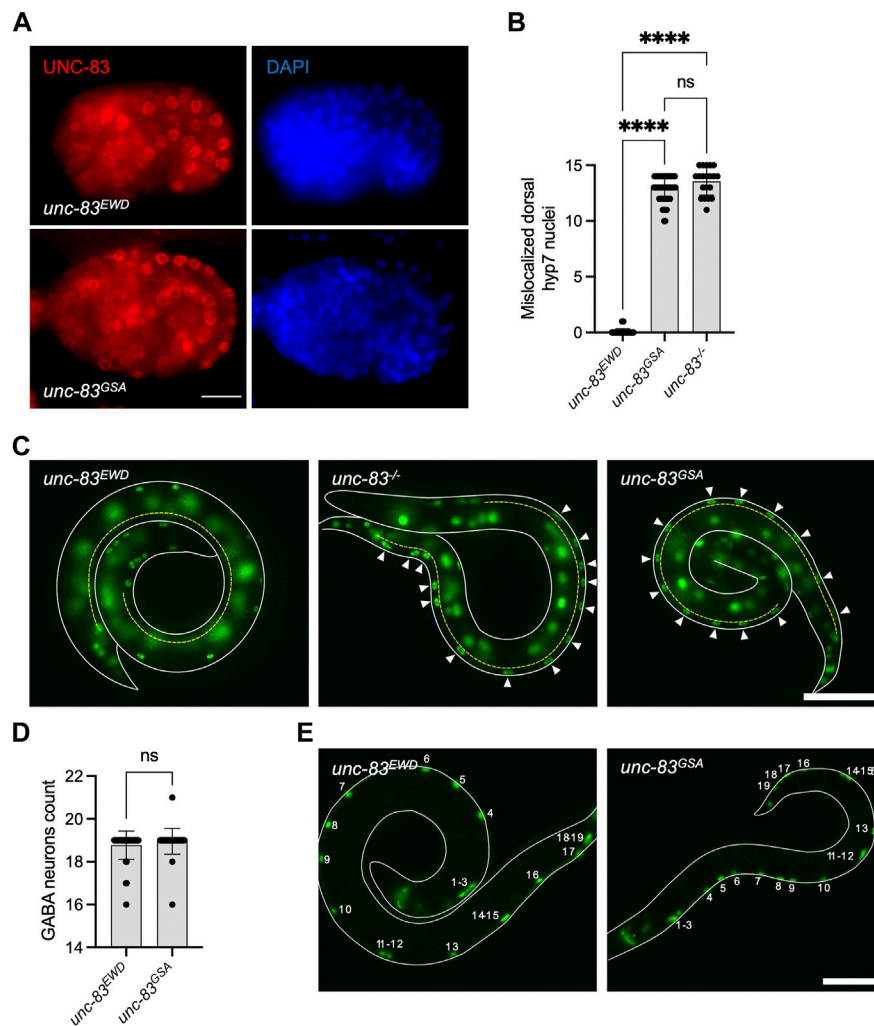 A
UNC-83
DAPI
unc-83EWD
unc-83GSA
B
****
ns
****
15
10
5
0
Mislocalized dorsal
hyp7 nuclei
unc-83EWD
unc-83GSA
unc-83-/-
C
unc-83EWD
unc-83-/-
unc-83GSA
D
ns
22
20
18
16
14
GABA neurons count
unc-83EWD
unc-83GSA
E
unc-83EWD
6
7
5
8
4
9
1-3
18-19
17
16
10
14-15
11-12
13
unc-83GSA
16
17
18
19
14-15
13
11-12
6
5
7
8
9
10
4
1-3